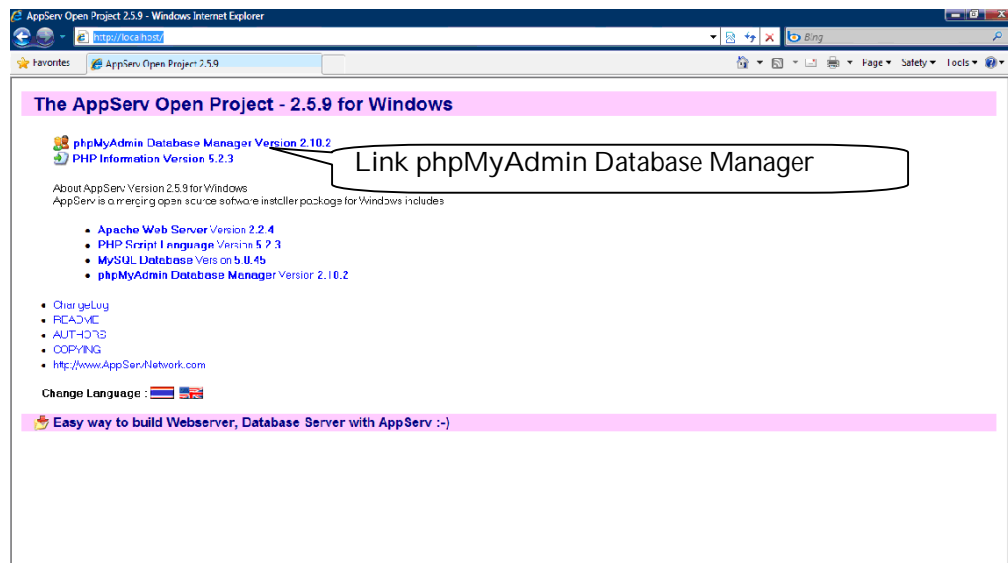 AppServ Open Project 2.5.9 - Windows Internet Explorer
http://localhost/
Bing
Favorites AppServ Open Project 2.5.9 Page Safety Tools
The AppServ Open Project - 2.5.9 for Windows
phpMyAdmin Database Manager Version 2.10.2
PHP Information Version 5.2.3
Link phpMyAdmin Database Manager
About AppServ Version 2.5.9 for Windows
AppServ is a merging open source software installer package for Windows includes
Apache Web Server Version 2.2.4
PHP Script Language Version 5.2.3
MySQL Database Version 5.0.45
phpMyAdmin Database Manager Version 2.10.2
ChangeLog
README
AUTHORS
COPYING
http://www.AppServNetwork.com
Change Language :
Easy way to build Webserver, Database Server with AppServ :-)